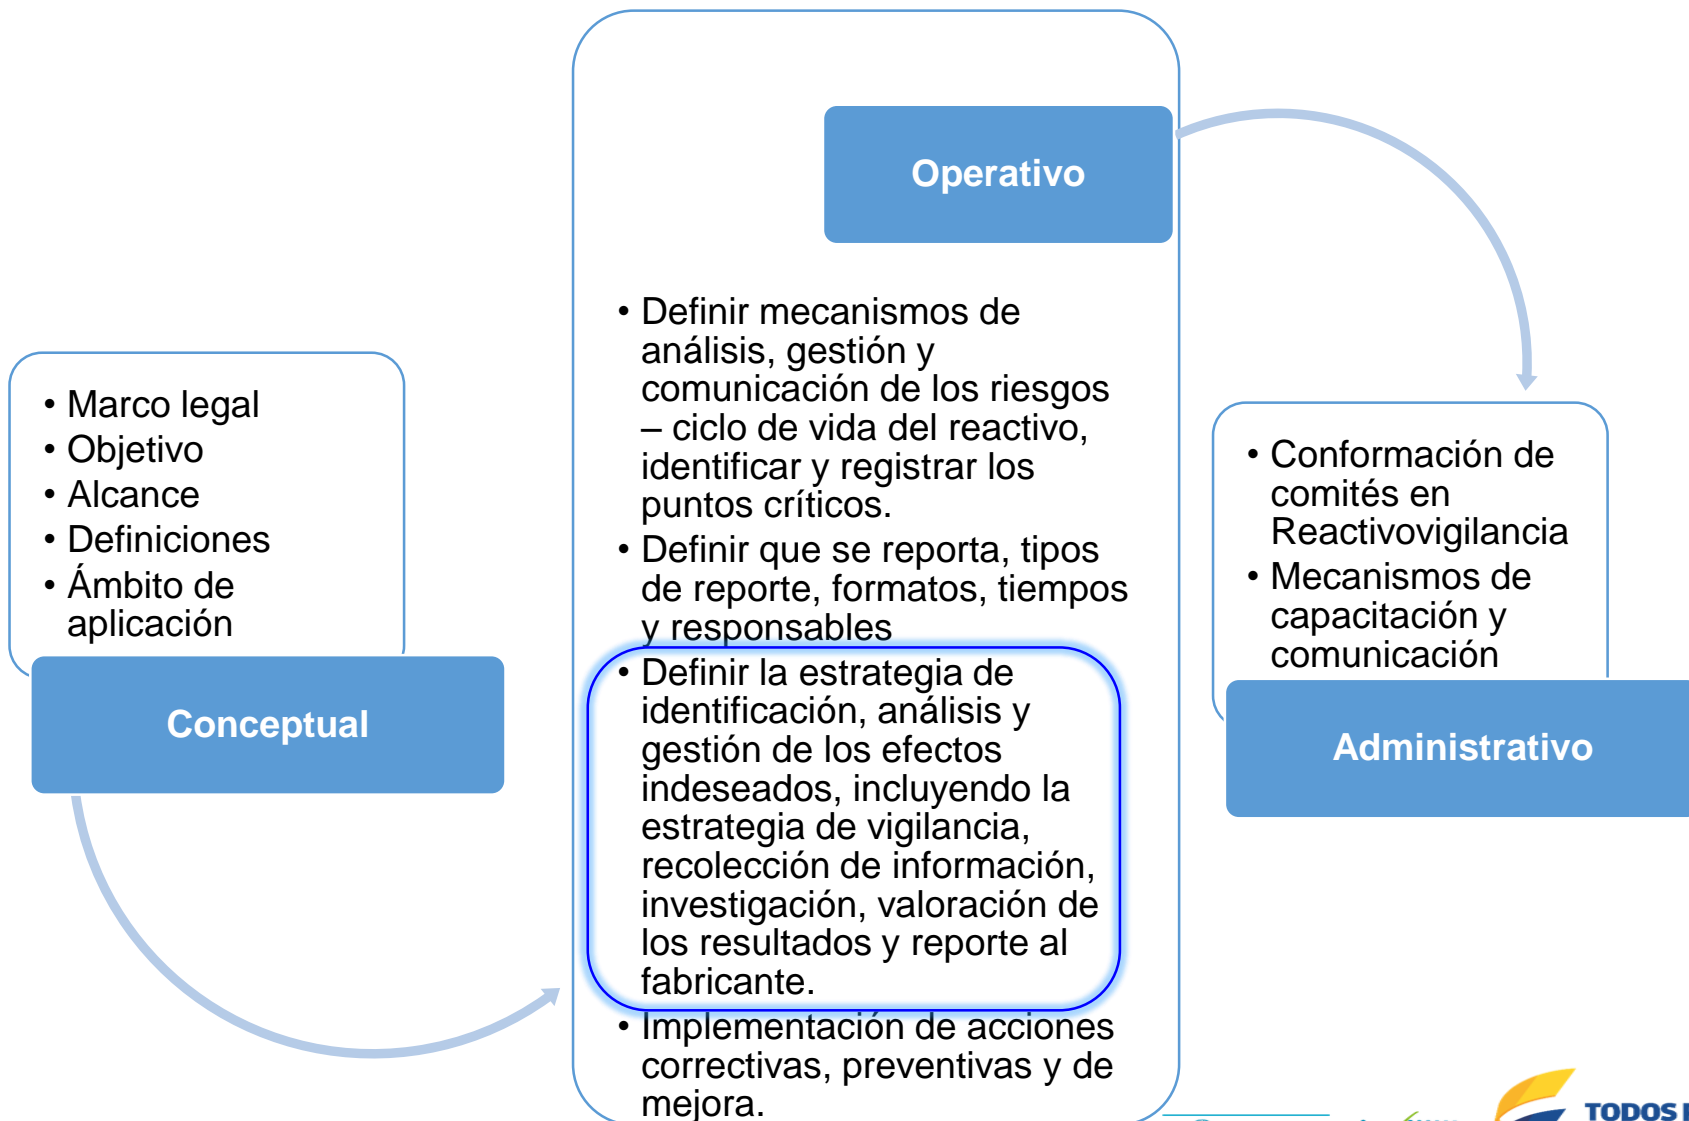 • Marco legal
• Objetivo
• Alcance
• Definiciones
• Ámbito de
aplicación
Conceptual
Operativo
• Definir mecanismos de
análisis, gestión y
comunicación de los riesgos
– ciclo de vida del reactivo,
identificar y registrar los
puntos críticos.
• Definir que se reporta, tipos
de reporte, formatos, tiempos
y responsables
• Definir la estrategia de
identificación, análisis y
gestión de los efectos
indeseados, incluyendo la
estrategia de vigilancia,
recolección de información,
investigación, valoración de
los resultados y reporte al
fabricante.
• Implementación de acciones
correctivas, preventivas y de
mejora.
• Conformación de
comités en
Reactivovigilancia
• Mecanismos de
capacitación y
comunicación
Administrativo
TODOS